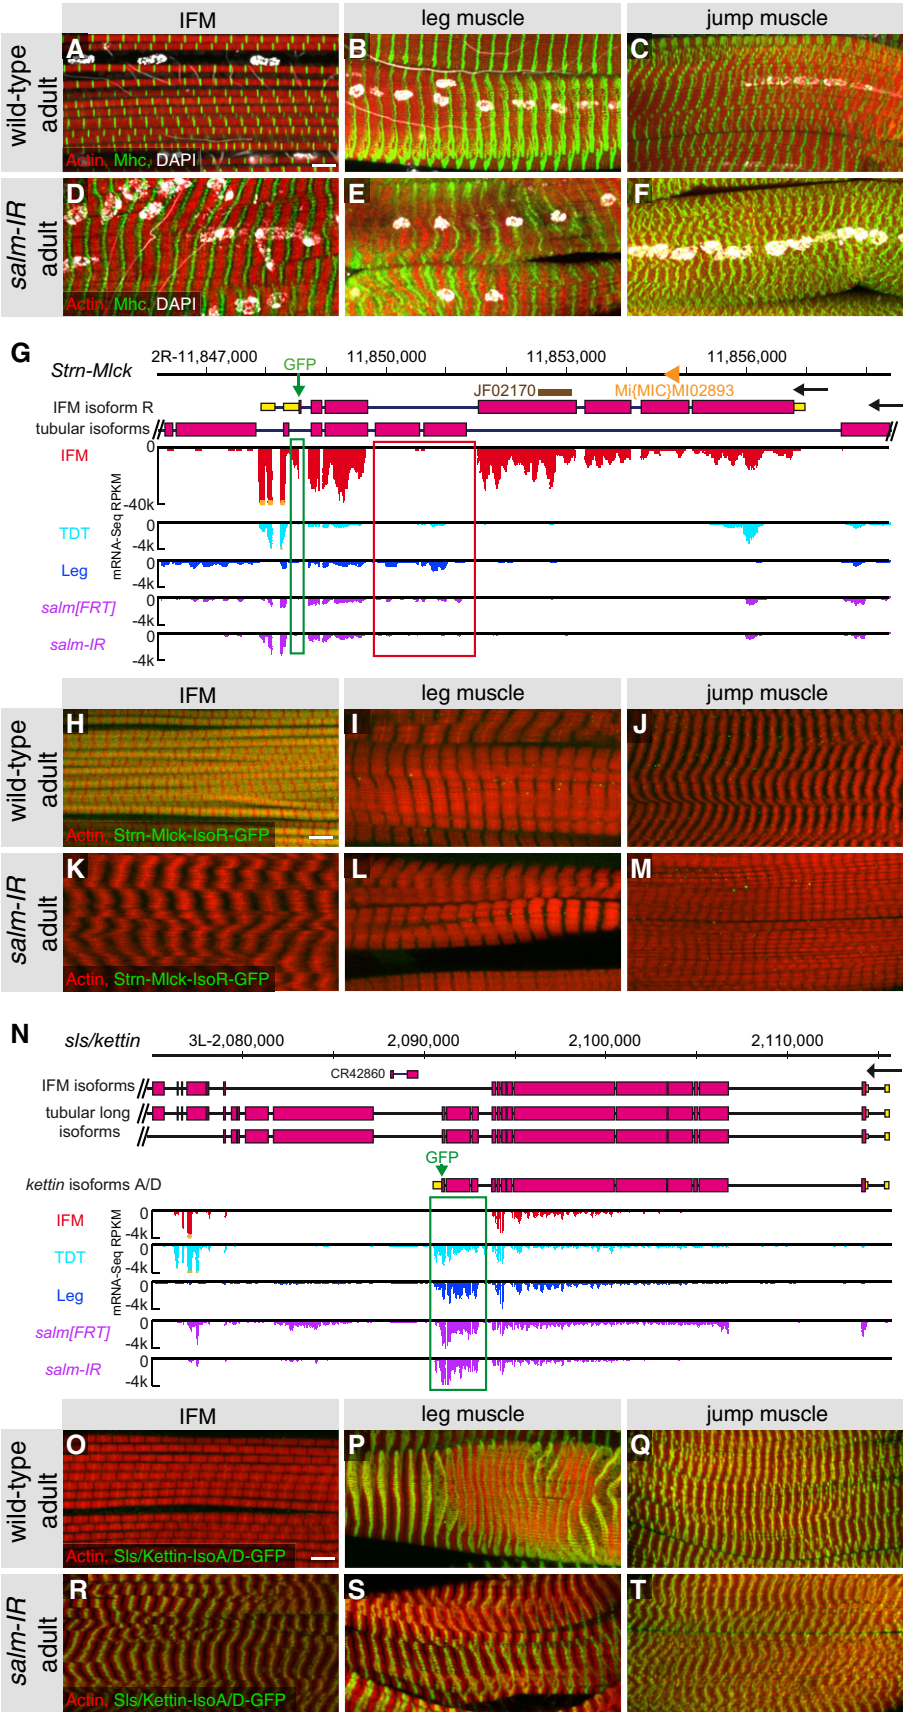 IFM
leg muscle
jump muscle
wild-type
adult
A
B
C
Actin, Mhc, DAPI
salm-IR
adult
D
E
F
Actin, Mhc, DAPI
G
2R-11,847,000
11,850,000
11,853,000
11,856,000
Strn-Mlck
GFP
JF02170
Mi{MIC}MI02893
IFM isoform R
tubular isoforms
IFM
0
-40k
TDT
0
-4k
Leg
0
-4k
salm[FRT]
0
-4k
salm-IR
0
-4k
mRNA-Seq RPKM
IFM
leg muscle
jump muscle
wild-type
adult
H
I
J
Actin, Strn-Mlck-IsoR-GFP
salm-IR
adult
K
L
M
Actin, Strn-Mlck-IsoR-GFP
N
sls/kettin
3L-2,080,000
2,090,000
2,100,000
2,110,000
CR42860
IFM isoforms
tubular long
isoforms
GFP
kettin isoforms A/D
IFM
0
-4k
TDT
0
-4k
Leg
0
-4k
salm[FRT]
0
-4k
salm-IR
0
-4k
mRNA-Seq RPKM
IFM
leg muscle
jump muscle
wild-type
adult
O
P
Q
Actin, Sls/Kettin-IsoA/D-GFP
salm-IR
adult
R
S
T
Actin, Sls/Kettin-IsoA/D-GFP